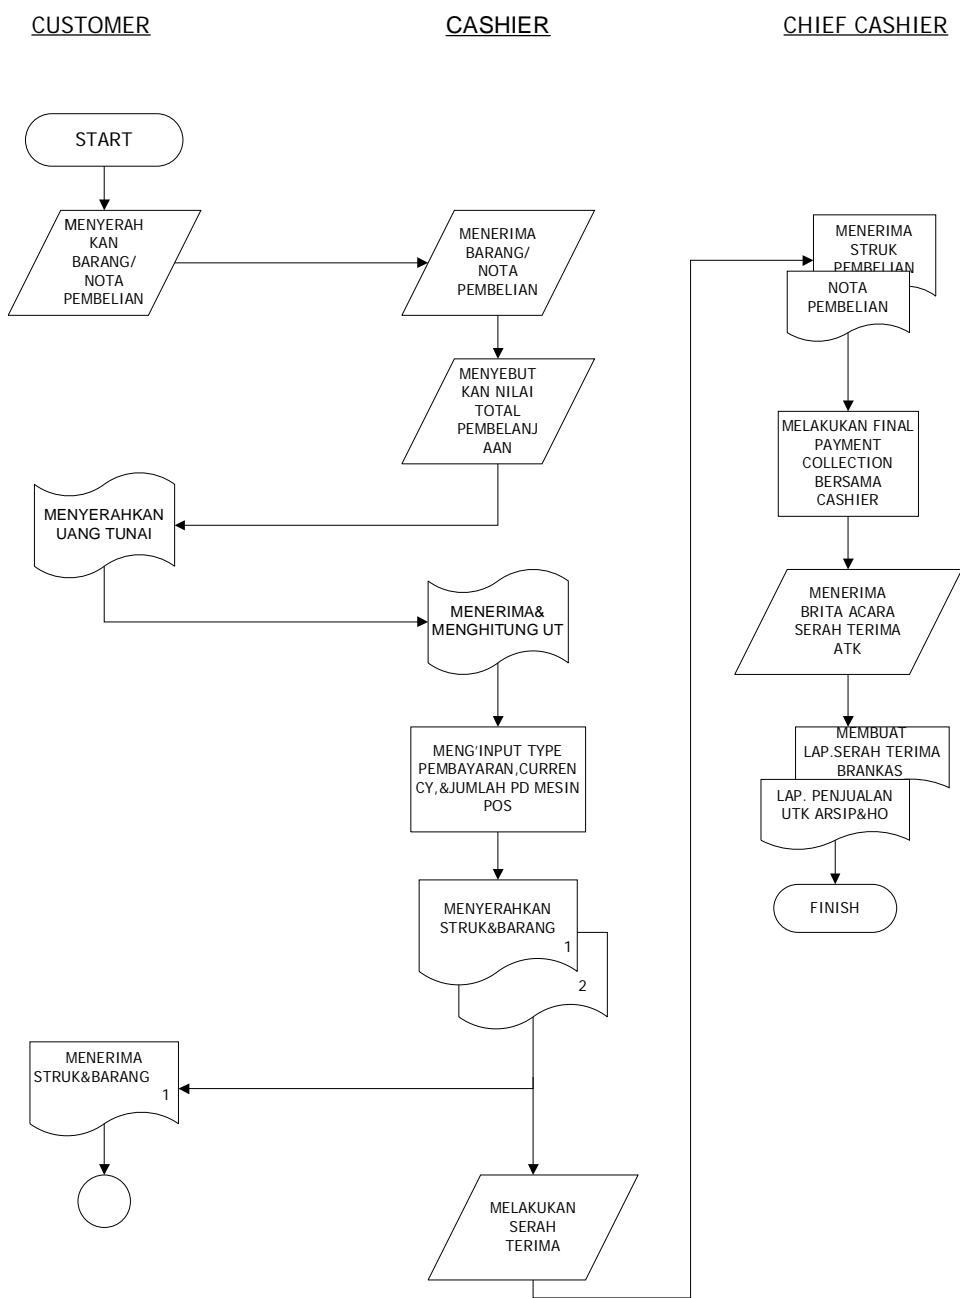 CUSTOMER
CASHIER
CHIEF CASHIER
START
MENYERAH
KAN
BARANG/
NOTA
PEMBELIAN
MENERIMA
BARANG/
NOTA
PEMBELIAN
MENYEBUT
KAN NILAI
TOTAL
PEMBELANJ
AAN
MENYERAHKAN
UANG TUNAI
MENERIMA&
MENGHITUNG UT
MENG'INPUT TYPE
PEMBAYARAN,CURREN
CY,&JUMLAH PD MESIN
POS
MENYERAHKAN
STRUK&BARANG
1
2
MENERIMA
STRUK&BARANG
1
MELAKUKAN
SERAH
TERIMA
MENERIMA
STRUK
PEMBELIAN
NOTA
PEMBELIAN
MELAKUKAN FINAL
PAYMENT
COLLECTION
BERSAMA
CASHIER
MENERIMA
BRITA ACARA
SERAH TERIMA
ATK
MEMBUAT
LAP.SERAH TERIMA
BRANKAS
LAP. PENJUALAN
UTK ARSIP&HO
FINISH